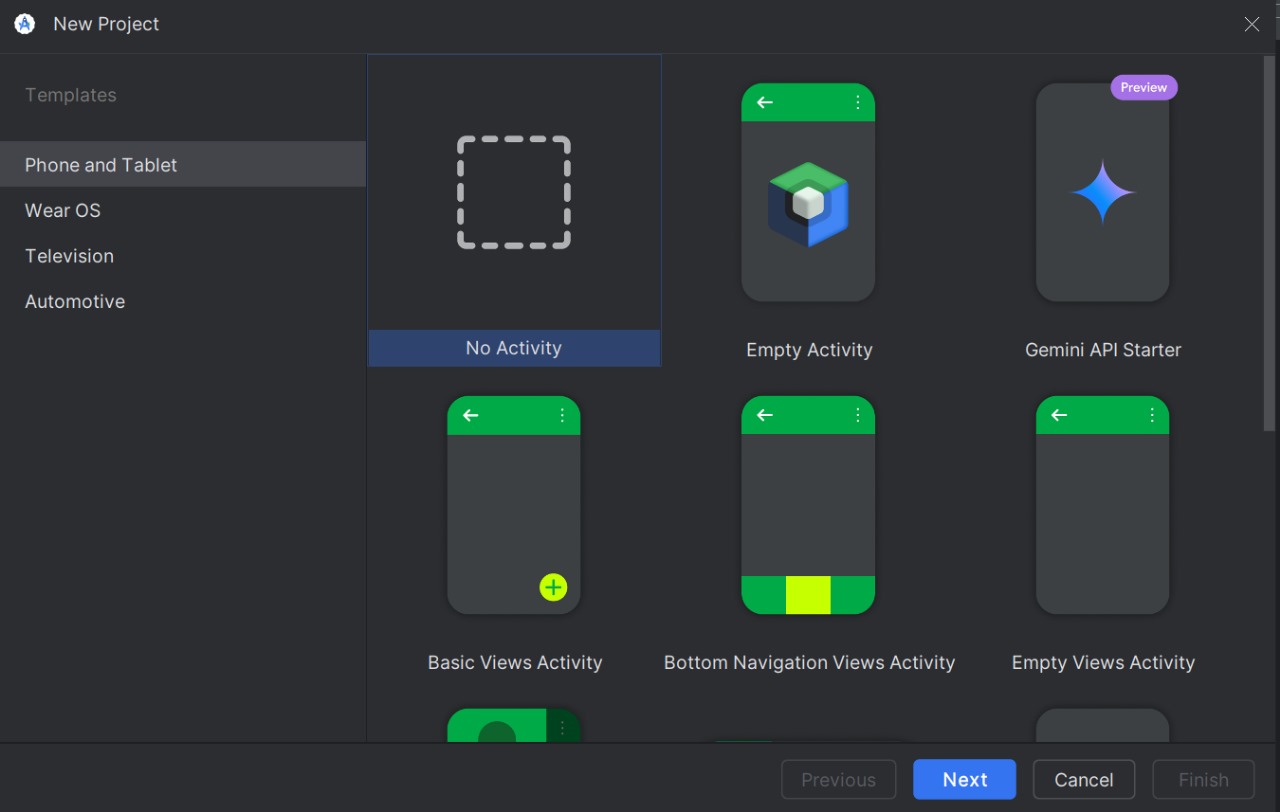 New Project
Templates
Phone and Tablet
Wear OS
Television
Automotive
No Activity
Empty Activity
Preview
Gemini API Starter
Basic Views Activity
Bottom Navigation Views Activity
Empty Views Activity
Previous
Next
Cancel
Finish